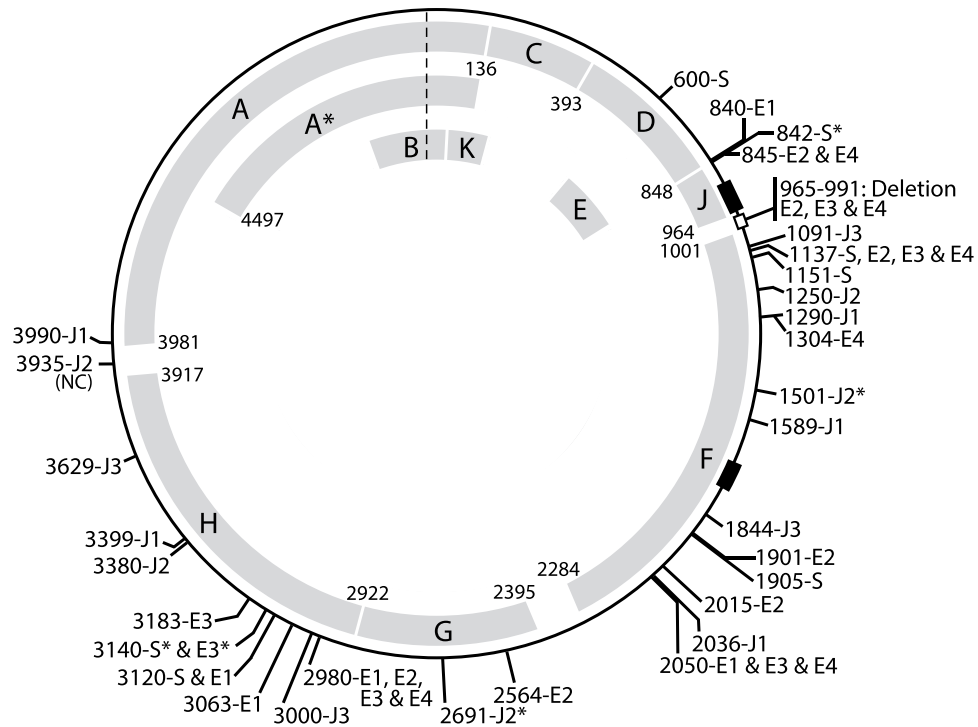 A
A*
B
K
C
D
E
J
F
G
H
136
393
848
964
1001
2284
2395
2922
3917
3981
4497
600-S
840-E1
842-S*
845-E2 & E4
965-991: Deletion
E2, E3 & E4
1091-J3
1137-S, E2, E3 & E4
1151-S
1250-J2
1290-J1
1304-E4
1501-J2*
1589-J1
1844-J3
1901-E2
1905-S
2015-E2
2036-J1
2050-E1 & E3 & E4
2564-E2
2691-J2*
2980-E1, E2,
E3 & E4
3000-J3
3063-E1
3120-S & E1
3140-S* & E3*
3183-E3
3380-J2
3399-J1
3629-J3
3935-J2
(NC)
3990-J1